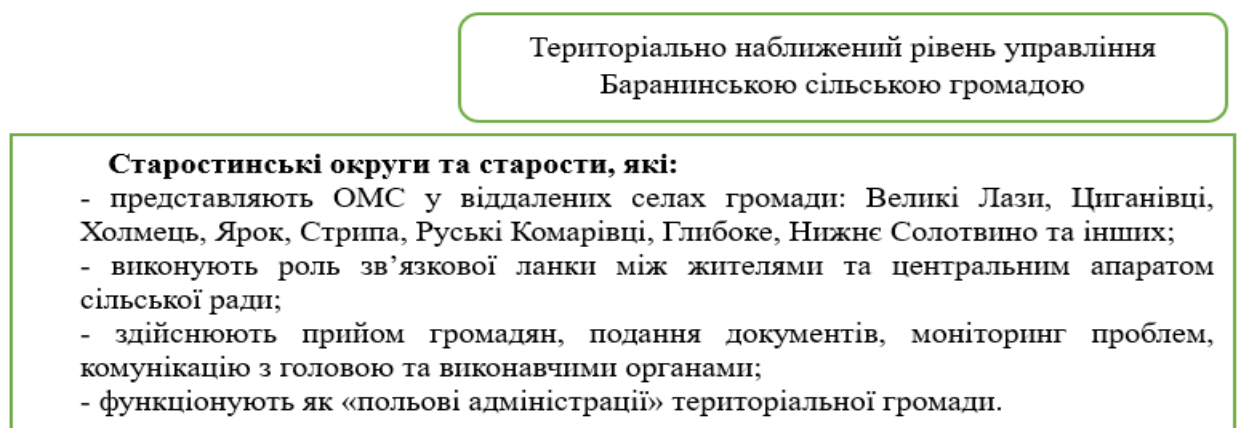 Територіально наближений рівень управління
Баранинською сільською громадою
Старостинські округи та старости, які:
- представляють ОМС у віддалених селах громади: Великі Лази, Циганівці,
Холмець, Ярок, Стрипа, Руські Комарівці, Глибоке, Нижнє Солотвино та інших;
- виконують роль зв’язкової ланки між жителями та центральним апаратом
сільської ради;
- здійснюють прийом громадян, подання документів, моніторинг проблем,
комунікацію з головою та виконавчими органами;
- функціонують як «польові адміністрації» територіальної громади.